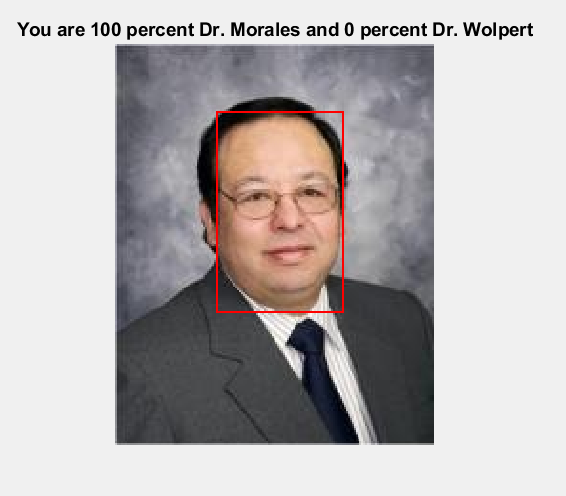 You are 100 percent Dr. Morales and 0 percent Dr. Wolpert